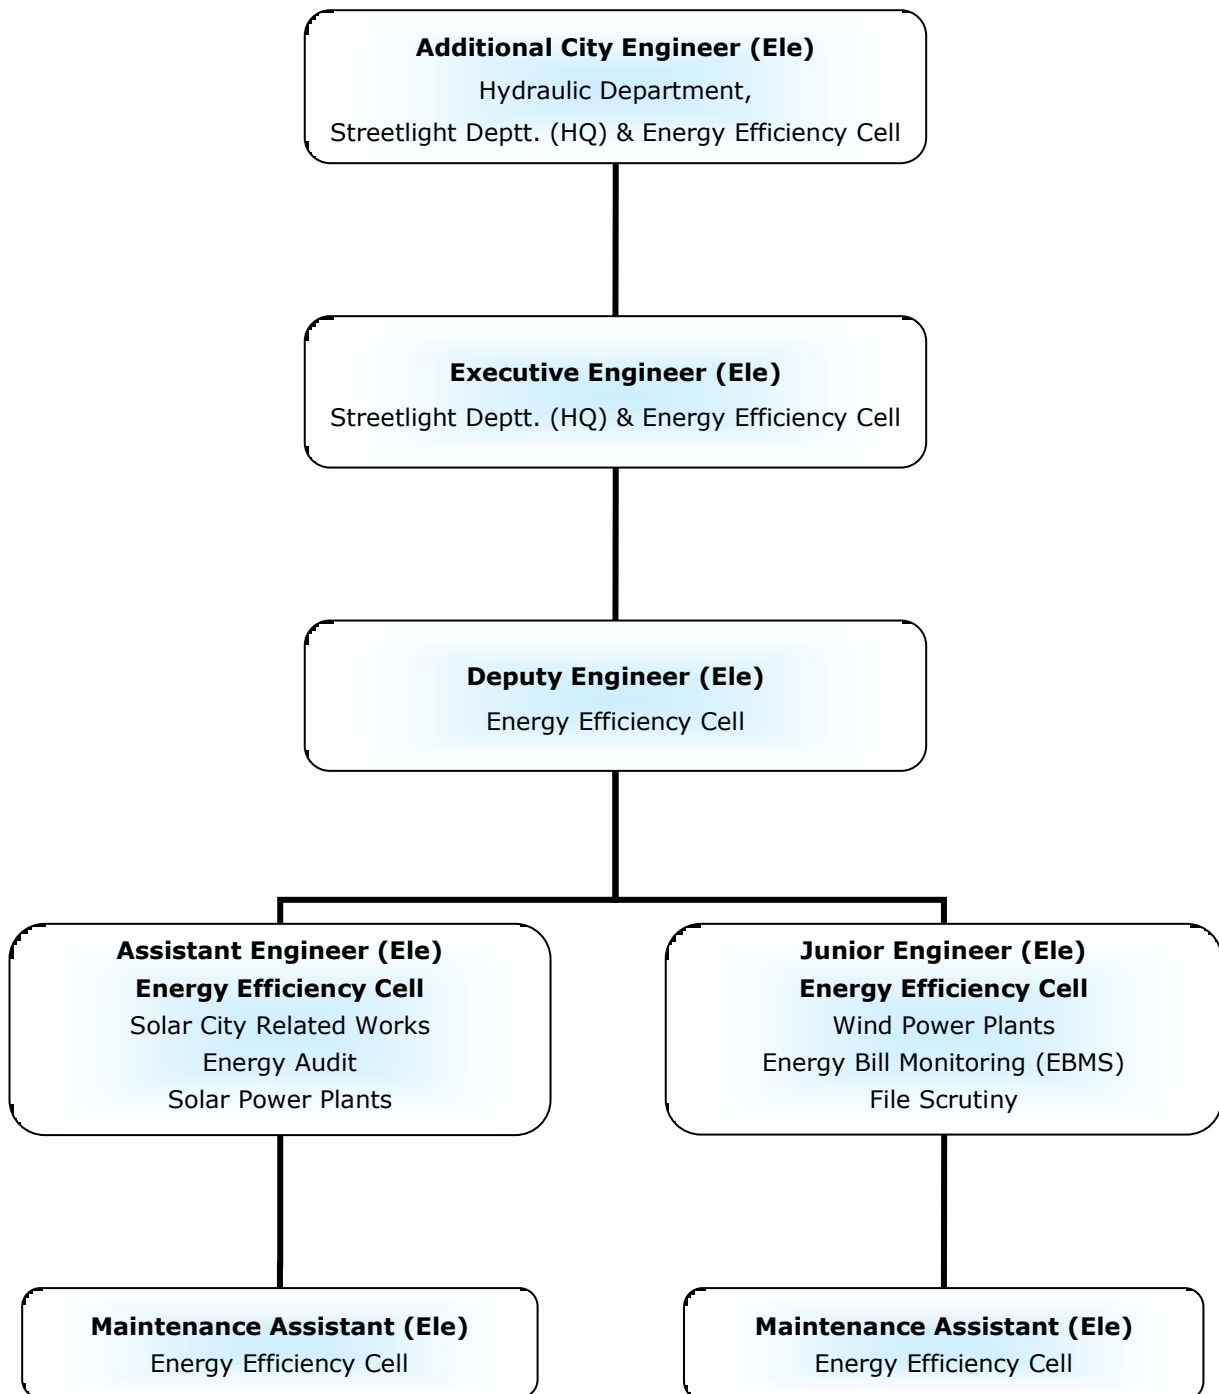 Additional City Engineer (Ele)
Hydraulic Department,
Streetlight Deptt. (HQ) & Energy Efficiency Cell
Executive Engineer (Ele)
Streetlight Deptt. (HQ) & Energy Efficiency Cell
Deputy Engineer (Ele)
Energy Efficiency Cell
Assistant Engineer (Ele)
Energy Efficiency Cell
Solar City Related Works
Energy Audit
Solar Power Plants
Junior Engineer (Ele)
Energy Efficiency Cell
Wind Power Plants
Energy Bill Monitoring (EBMS)
File Scrutiny
Maintenance Assistant (Ele)
Energy Efficiency Cell
Maintenance Assistant (Ele)
Energy Efficiency Cell